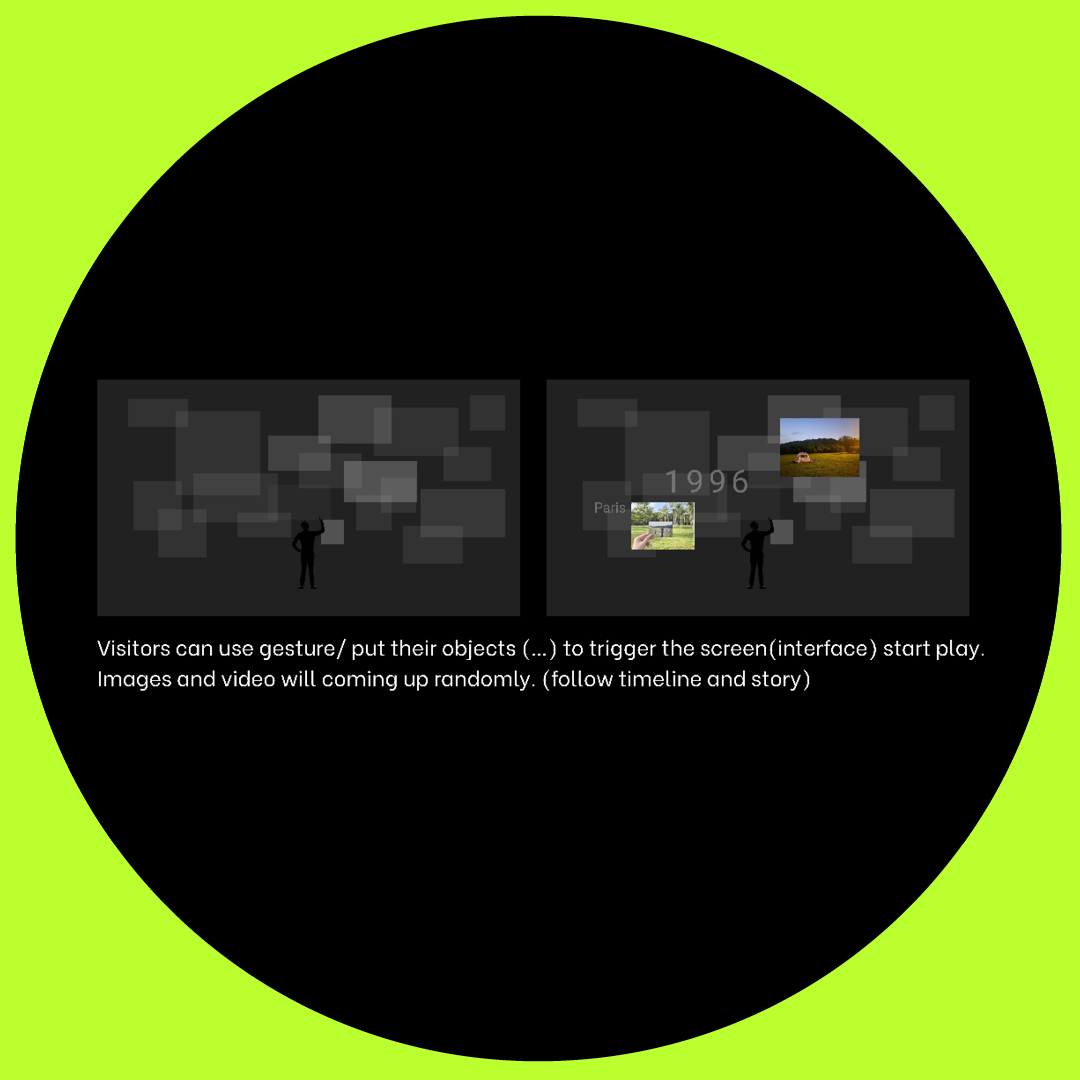 1996
Paris
Visitors can use gesture/ put their objects (...) to trigger the screen(interface) start play.
Images and video will coming up randomly. (follow timeline and story)